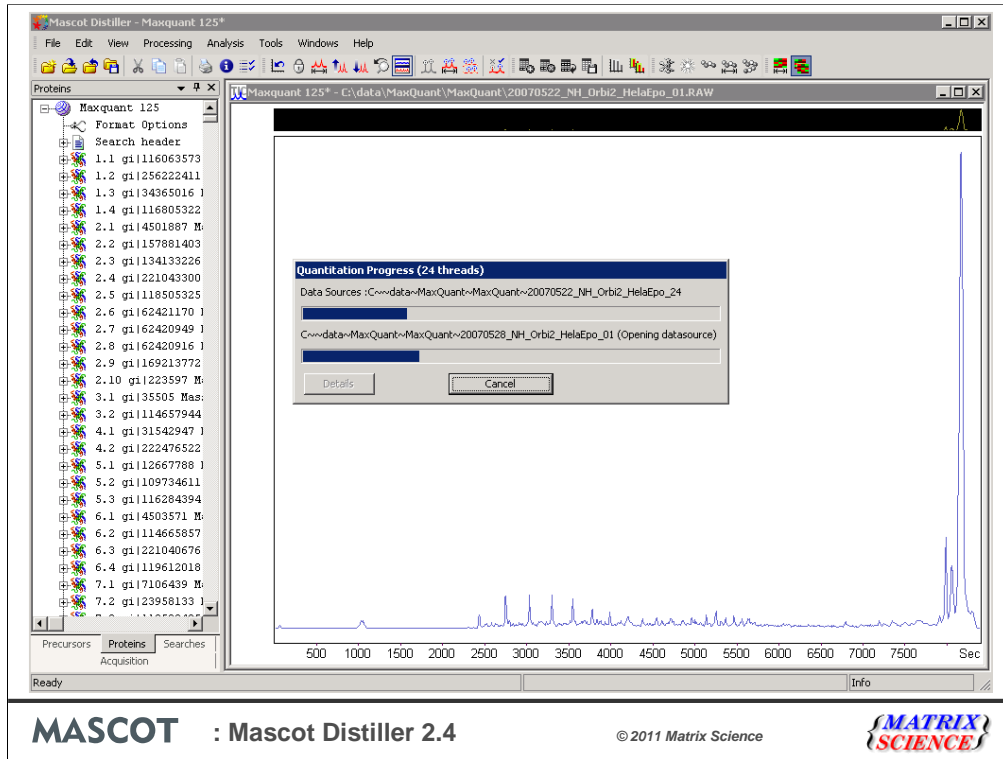 Mascot Distiller - Maxquant 125*
File Edit View Processing Analysis Tools Windows Help
Proteins
Maxquant 125
Format Options
Search header
1.1 gi|116063573
1.2 gi|256222411
1.3 gi|34365016
1.4 gi|116805322
2.1 gi|4501887 M
2.2 gi|157881403
2.3 gi|134133226
2.4 gi|221043300
2.5 gi|118505325
2.6 gi|62421170
2.7 gi|62420949
2.8 gi|62420916
2.9 gi|169213772
2.10 gi|223597 M
3.1 gi|35505 Mas
3.2 gi|114657944
4.1 gi|31542947
4.2 gi|222476522
5.1 gi|12667788
5.2 gi|109734611
5.3 gi|116284394
6.1 gi|4503571 M
6.2 gi|114665857
6.3 gi|221040676
6.4 gi|119612018
7.1 gi|7106439 M
7.2 gi|23958133
Precursors Proteins Searches
Acquisition
Maxquant 125* - C:\data\MaxQuant\MaxQuant\20070522_NH_Orbi2_HelaEpo_01.RAW
Quantitation Progress (24 threads)
Data Sources :C~~data~MaxQuant~MaxQuant~20070522_NH_Orbi2_HelaEpo_24
C~~data~MaxQuant~MaxQuant~20070528_NH_Orbi2_HelaEpo_01 (Opening datasource)
Details Cancel
500 1000 1500 2000 2500 3000 3500 4000 4500 5000 5500 6000 6500 7000 7500 Sec
Ready Info
MASCOT : Mascot Distiller 2.4 © 2011 Matrix Science {MATRIX}
{SCIENCE}